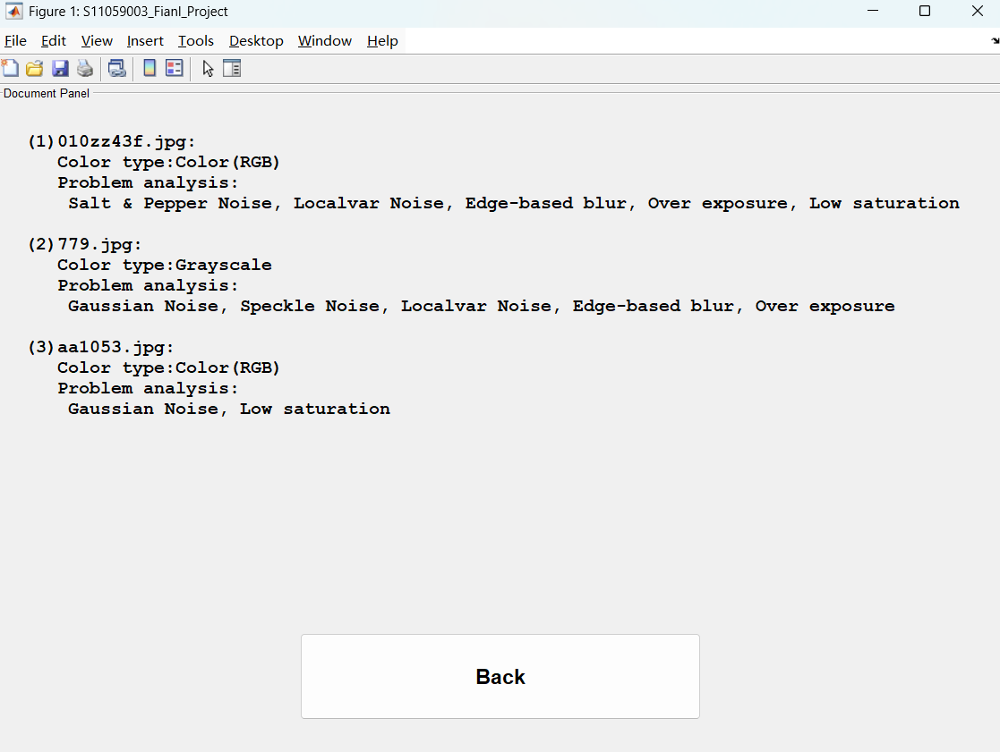 Figure 1: S11059003_Fianl_Project
File Edit View Insert Tools Desktop Window Help
Document Panel
(1)010zz43f.jpg:
Color type:Color(RGB)
Problem analysis:
Salt & Pepper Noise, Localvar Noise, Edge-based blur, Over exposure, Low saturation
(2)779.jpg:
Color type:Grayscale
Problem analysis:
Gaussian Noise, Speckle Noise, Localvar Noise, Edge-based blur, Over exposure
(3)aa1053.jpg:
Color type:Color(RGB)
Problem analysis:
Gaussian Noise, Low saturation
Back